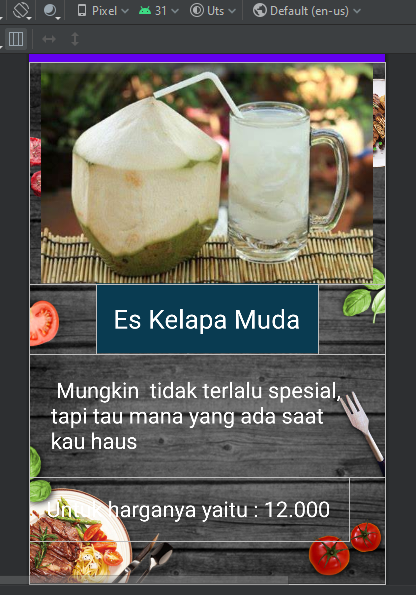 Pixel 31 Uts Default (en-us)
Es Kelapa Muda
Mungkin  tidak terlalu spesial,
tapi tau mana yang ada saat
kau haus
Untuk harganya yaitu : 12.000